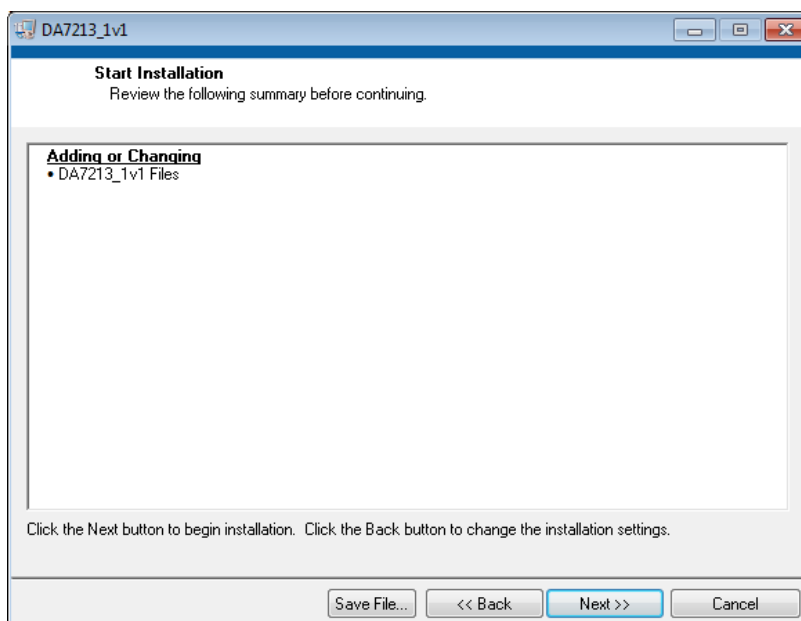 DA7213_1v1
Start Installation
Review the following summary before continuing.
Adding or Changing
• DA7213_1v1 Files
Click the Next button to begin installation.  Click the Back button to change the installation settings.
Save File...
<< Back
Next >>
Cancel